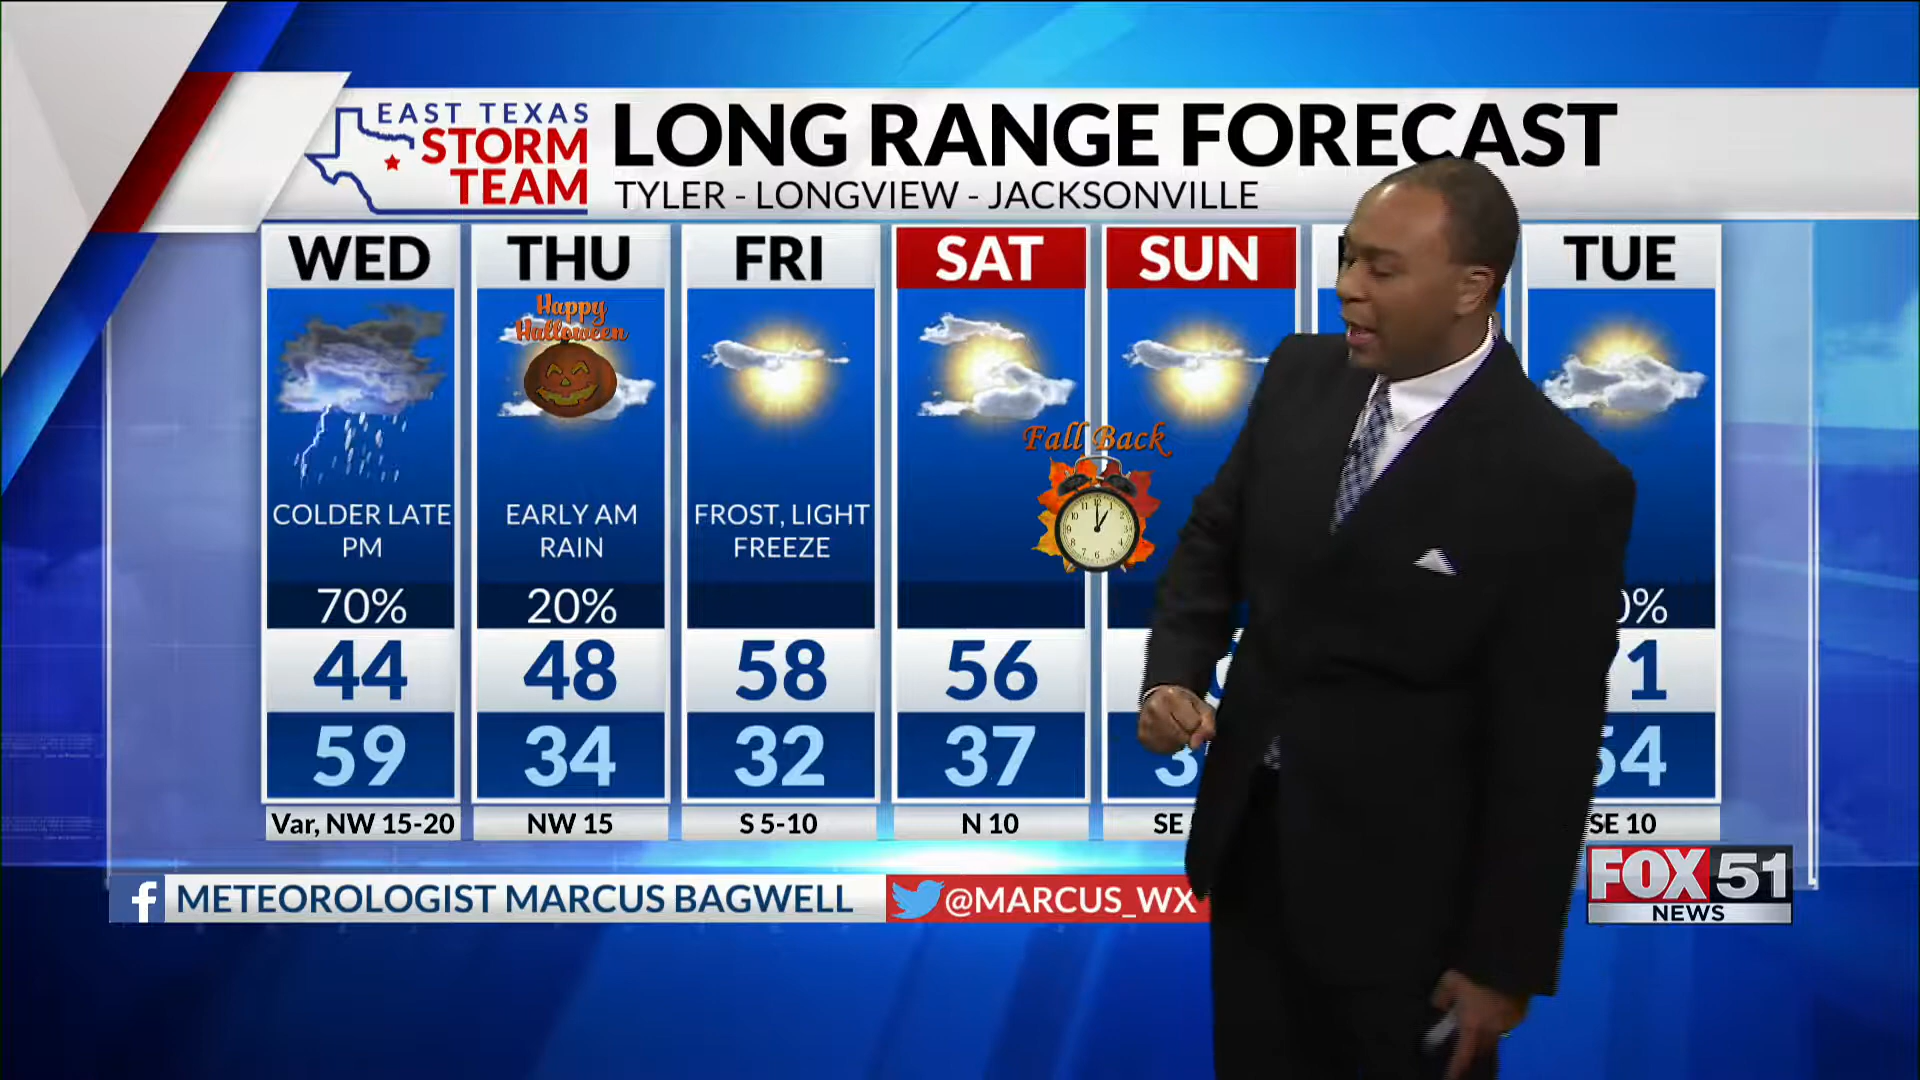 EAST TEXAS
STORM
TEAM
LONG RANGE FORECAST
TYLER - LONGVIEW - JACKSONVILLE
WED
THU
FRI
SAT
SUN
TUE
Happy
Halloween
Fall Back
COLDER LATE
PM
EARLY AM
RAIN
FROST, LIGHT
FREEZE
70%
20%
44
48
58
56
59
34
32
37
54
Var, NW 15-20
NW 15
S 5-10
N 10
SE
SE 10
METEOROLOGIST MARCUS BAGWELL
@MARCUS_WX
FOX 51
NEWS